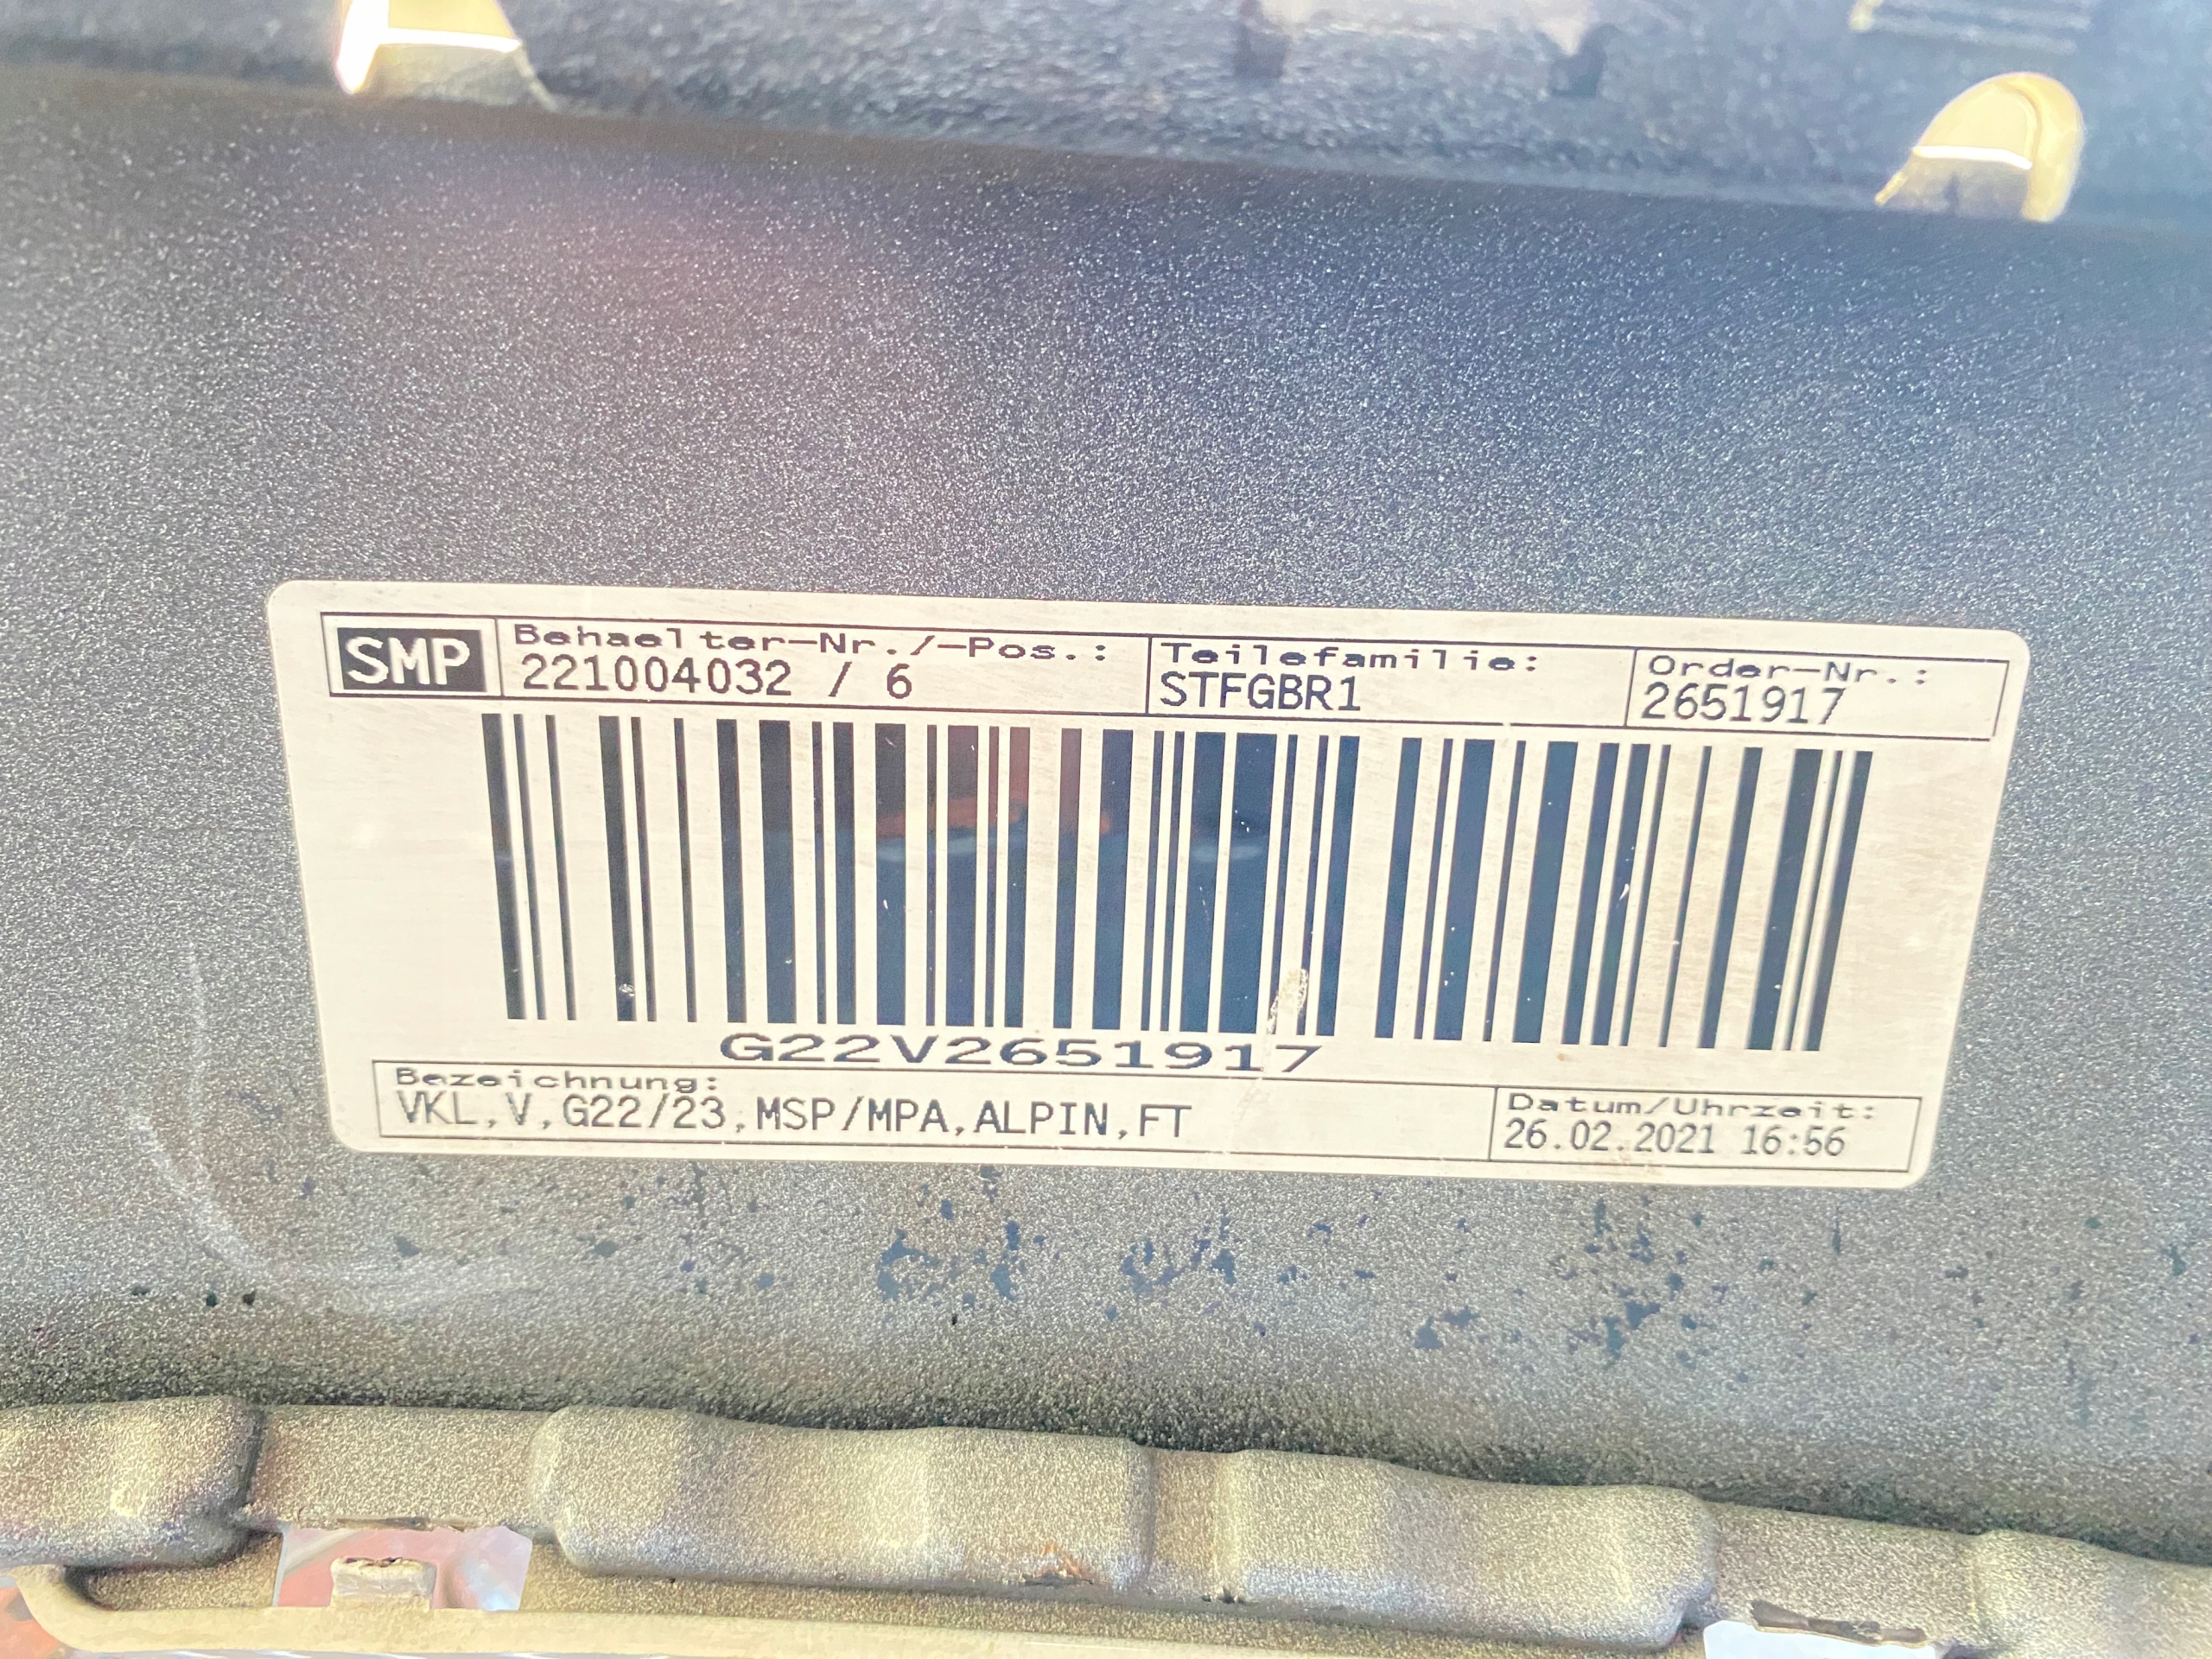 SMP
Behaelter-Nr./-Pos.:
221004032 / 6
Teilefamilie:
STFGBR1
Order-Nr.:
2651917
G22V2651917
Bezeichnung:
VKL,V,G22/23,MSP/MPA,ALPIN,FT
Datum/Uhrzeit:
26.02.2021 16:56